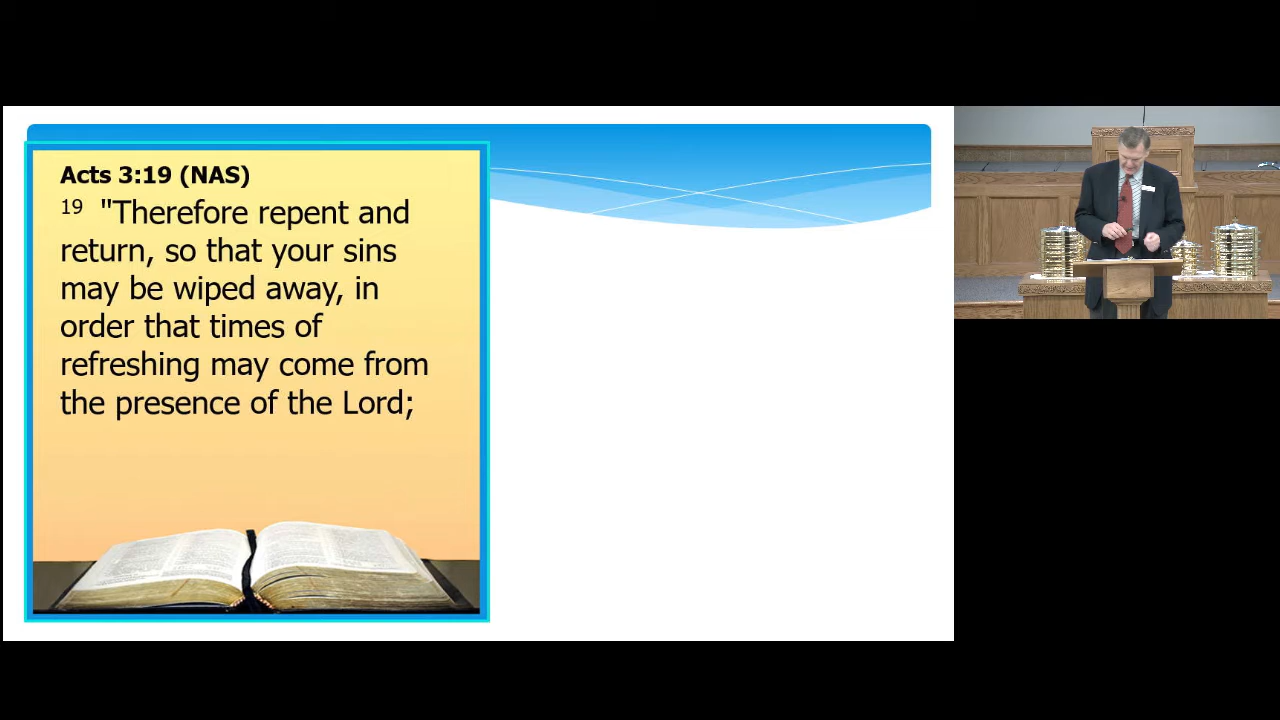 Acts 3:19 (NAS)
19 "Therefore repent and
return, so that your sins
may be wiped away, in
order that times of
refreshing may come from
the presence of the Lord;